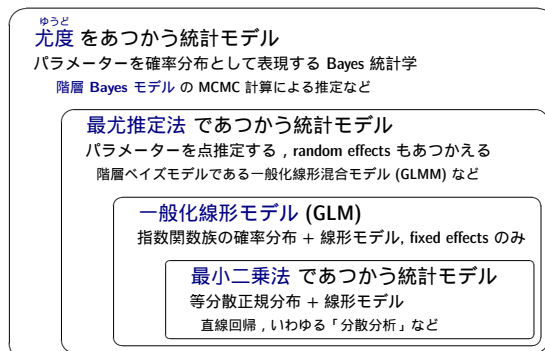 ゆうど
尤度 をあつかう統計モデル
パラメーターを確率分布として表現する Bayes 統計学
階層 Bayes モデル の MCMC 計算による推定など
最尤推定法 であつかう統計モデル
パラメーターを点推定する , random effects もあつかえる
階層ベイズモデルである一般化線形混合モデル (GLMM) など
一般化線形モデル (GLM)
指数関数族の確率分布 + 線形モデル, fixed effects のみ
最小二乗法 であつかう統計モデル
等分散正規分布 + 線形モデル
直線回帰 , いわゆる「分散分析」など